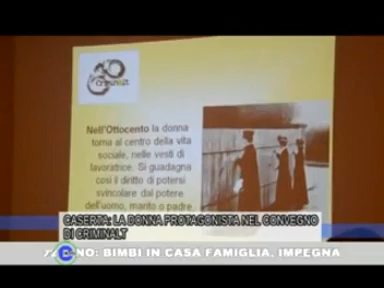 criminalt
Nell'Ottocento la donna
torna al centro della vita
sociale, nelle vesti di
lavoratrice. Si guadagna
così il diritto di potersi
svincolare dal potere
dell'uomo, marito o padre
CASERTA: LA DONNA PROTAGONISTA NEL CONVEGNO
DI CRIMINALT
NO: BIMBI IN CASA FAMIGLIA, IMPEGNA